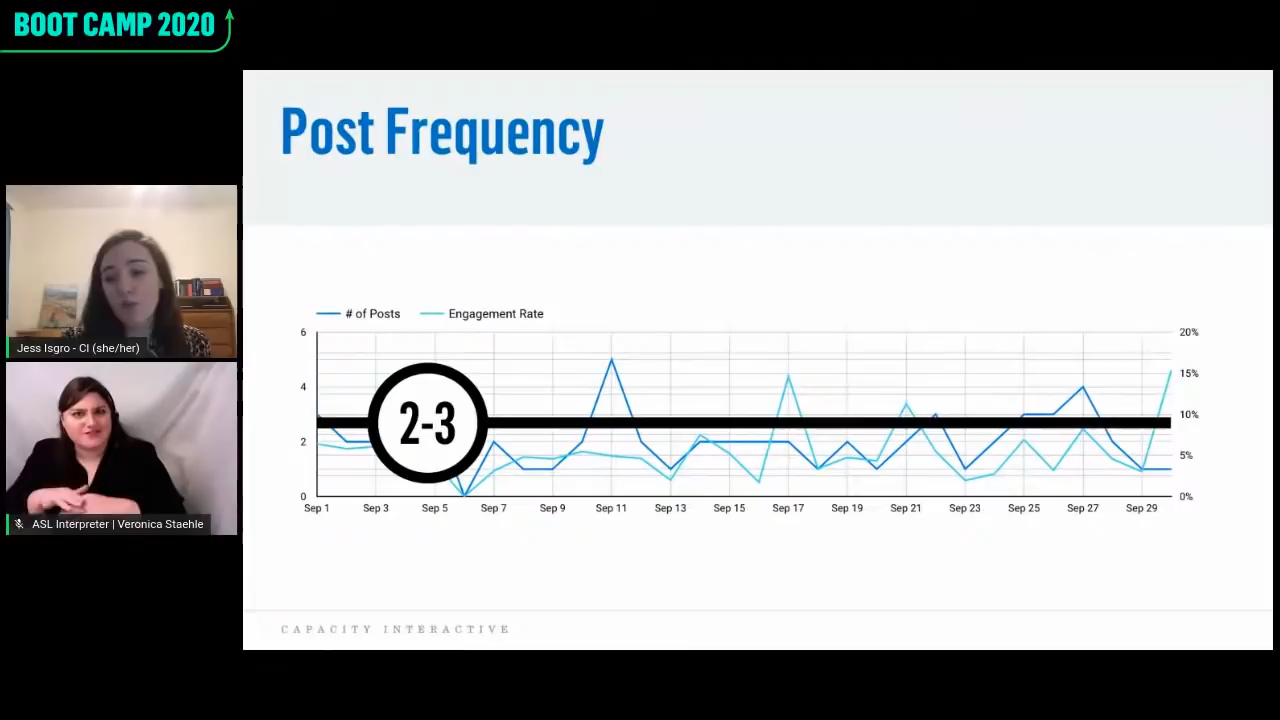 BOOT CAMP 2020
Post Frequency
# of Posts Engagement Rate
6 20%
15%
4
10%
2-3
2
5%
0 0%
Sep 1 Sep 3 Sep 5 Sep 7 Sep 9 Sep 11 Sep 13 Sep 15 Sep 17 Sep 19 Sep 21 Sep 23 Sep 25 Sep 27 Sep 29
CAPACITY INTERACTIVE
Jess Isgro - CI (she/her)
ASL Interpreter | Veronica Staehle